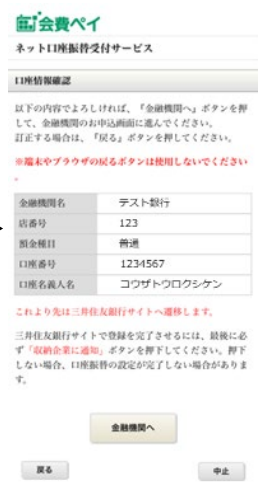 会費ペイ
ネット口座振替受付サービス
口座情報確認
以下の内容でよろしければ、『金融機関へ』ボタンを押
して、金融機関のお申込画面に進んでください。
訂正する場合は、『戻る』ボタンを押してください。
※端末やブラウザの戻るボタンは使用しないでください
。
金融機関名 テスト銀行
店番号 123
預金種目 普通
口座番号 1234567
口座名義人名 コウザトウロクシケン
これより先は三井住友銀行サイトへ遷移します。
三井住友銀行サイトで登録を完了させるには、最後に必
ず「収納企業に通知」ボタンを押下してください。押下
しない場合、口座振替の設定が完了しない場合がありま
す。
金融機関へ
戻る 中止